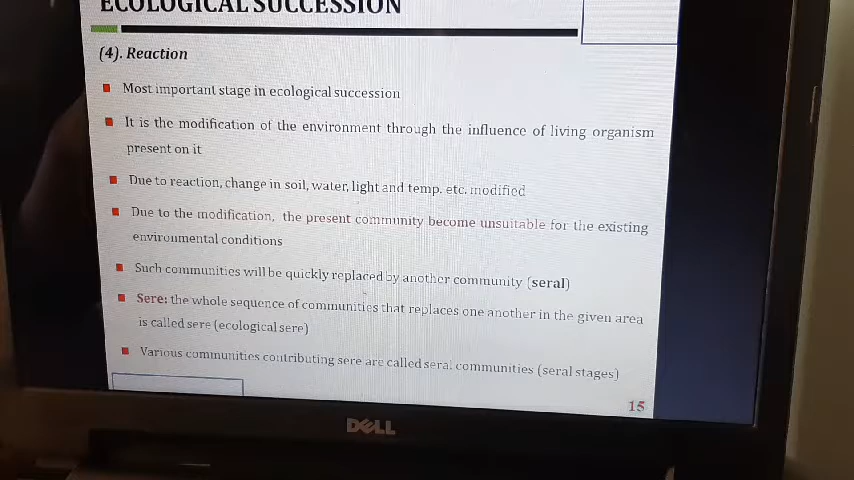 ECOLOGICAL SUCCESSION
(4). Reaction
Most important stage in ecological succession
It is the modification of the environment through the influence of living organism
present on it
Due to reaction, change in soil, water, light and temp. etc. modified
Due to the modification, the present community become unsuitable for the existing
environmental conditions
Such communities will be quickly replaced by another community (seral)
Sere: the whole sequence of communities that replaces one another in the given area
is called sere (ecological sere)
Various communities contributing sere are called seral communities (seral stages)
15
DELL